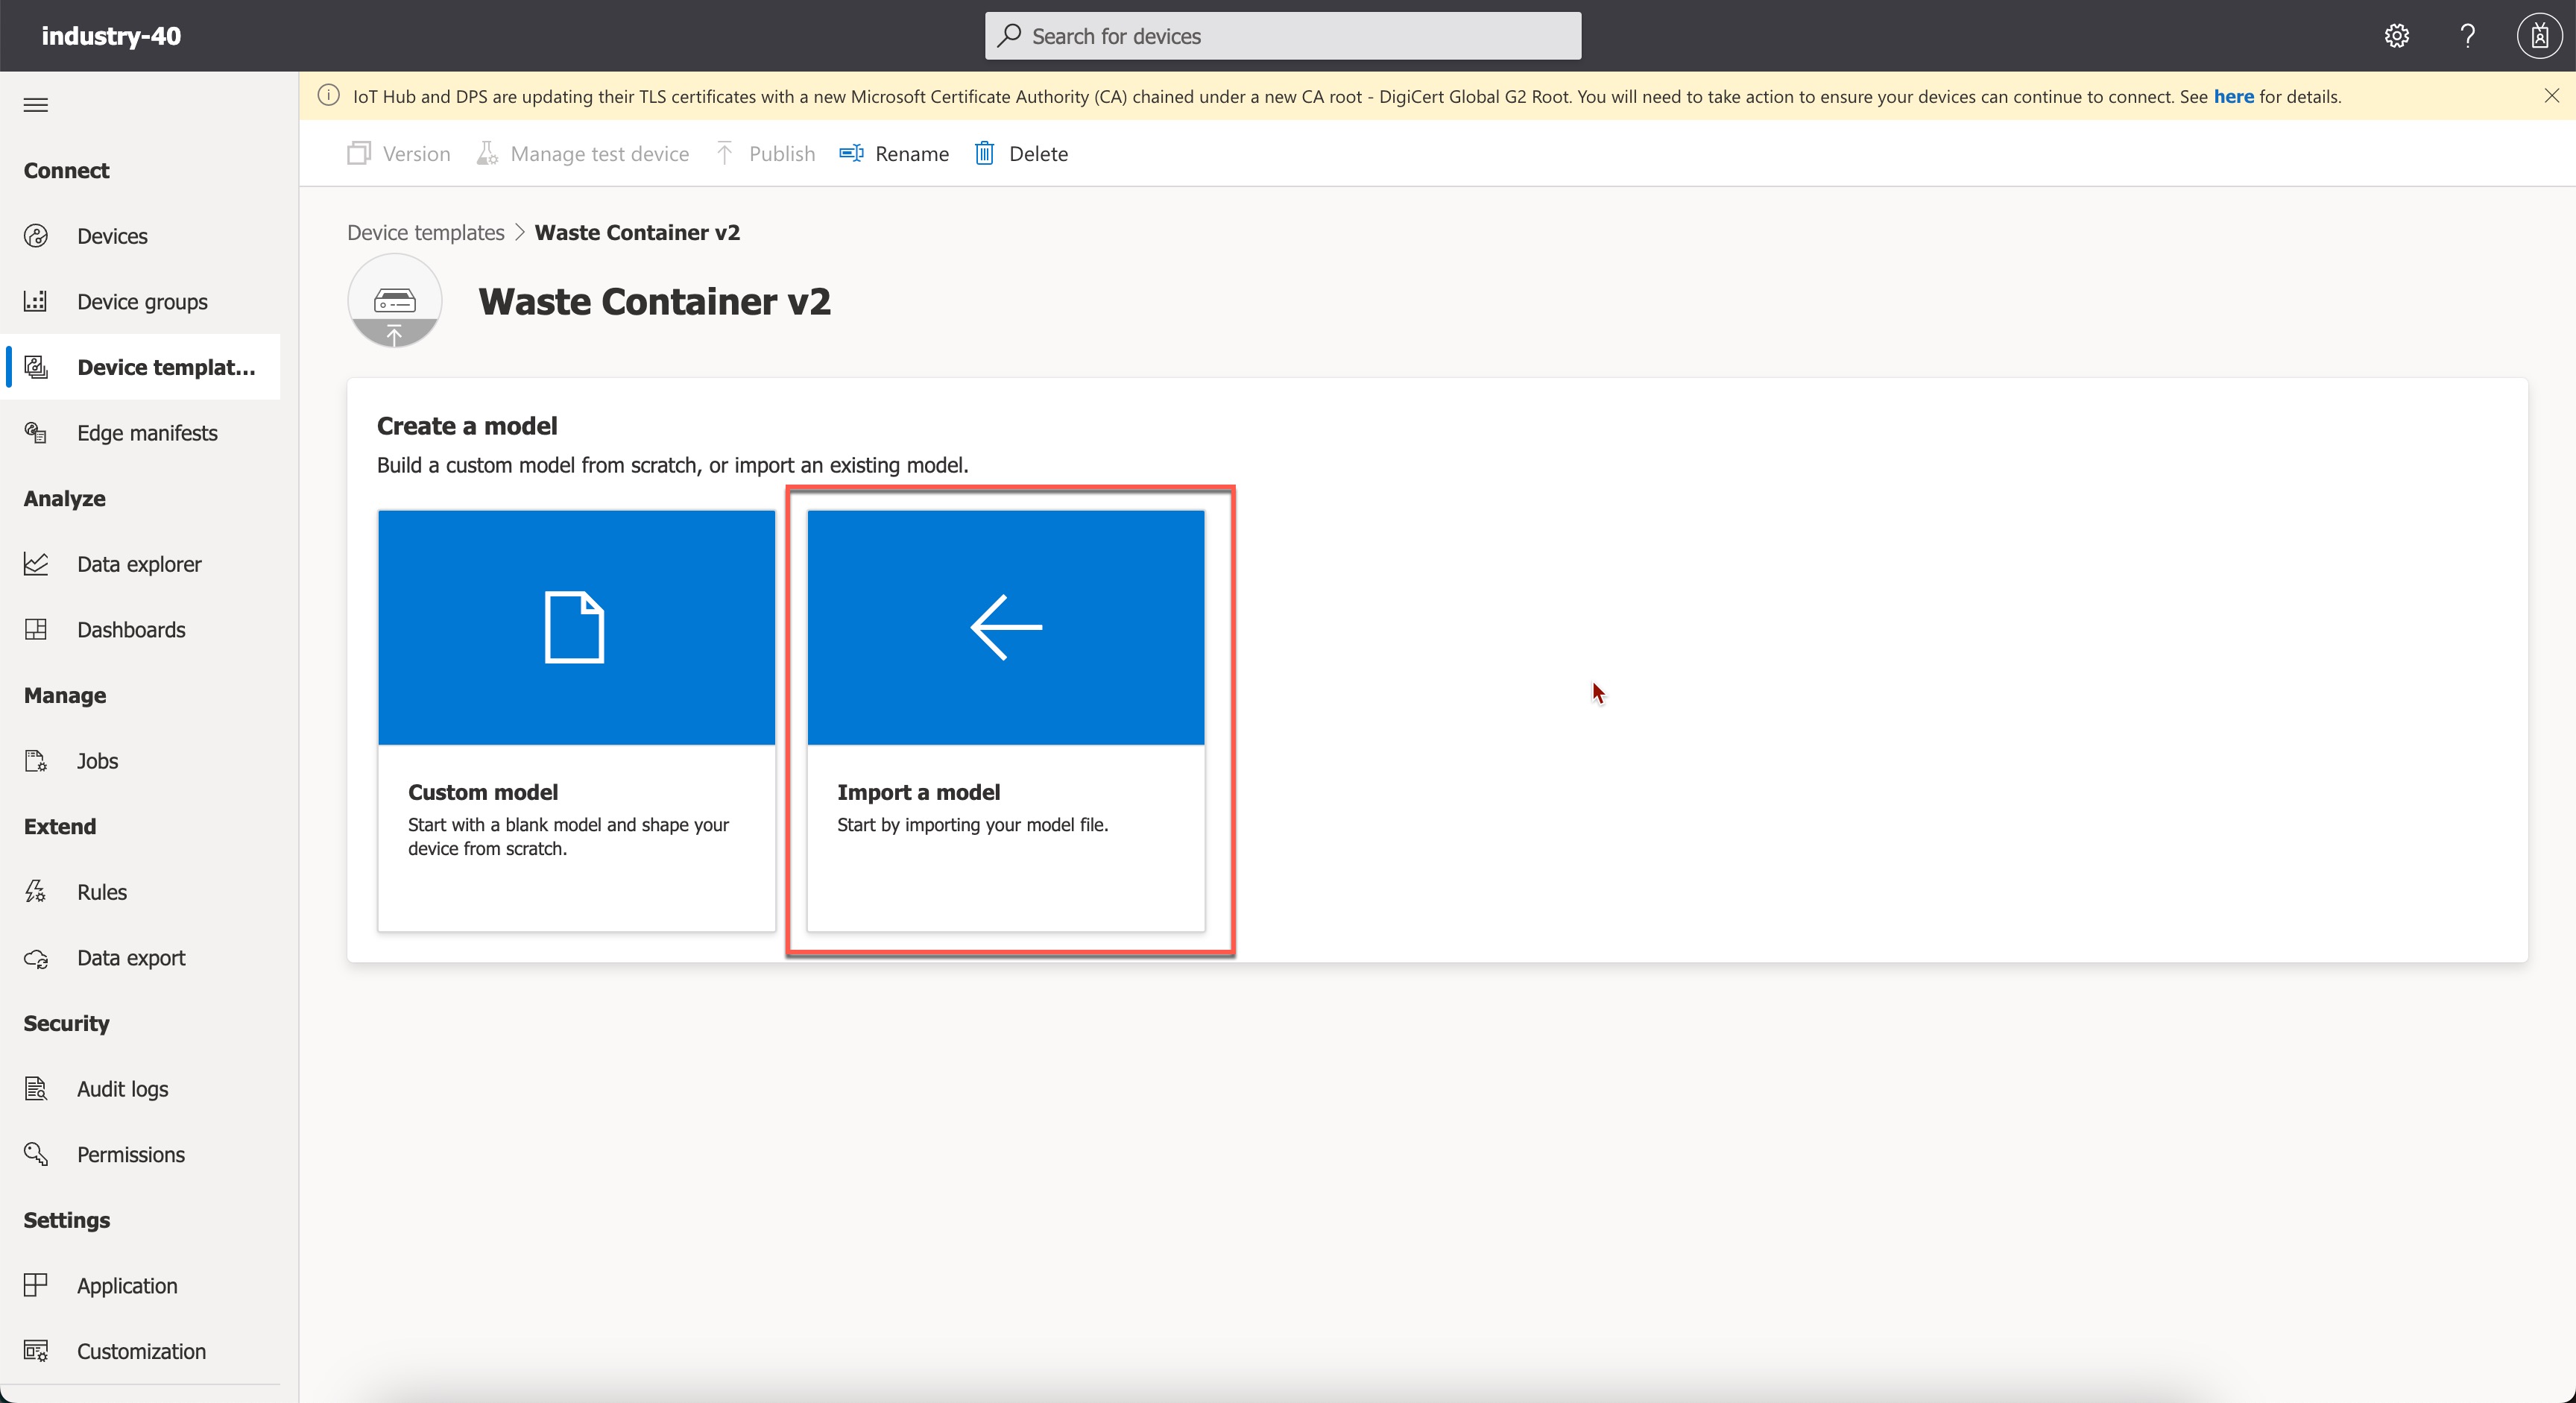 industry-40
Search for devices
IoT Hub and DPS are updating their TLS certificates with a new Microsoft Certificate Authority (CA) chained under a new CA root - DigiCert Global G2 Root. You will need to take action to ensure your devices can continue to connect. See here for details.
Version
Manage test device
Publish
Rename
Delete
Connect
Devices
Device groups
Device templat...
Edge manifests
Analyze
Data explorer
Dashboards
Manage
Jobs
Extend
Rules
Data export
Security
Audit logs
Permissions
Settings
Application
Customization
Device templates > Waste Container v2
Waste Container v2
Create a model
Build a custom model from scratch, or import an existing model.
Custom model
Start with a blank model and shape your
device from scratch.
Import a model
Start by importing your model file.